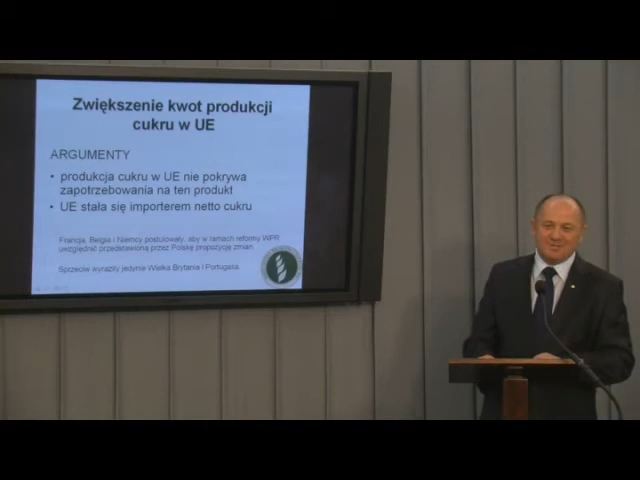 Zwiększenie kwot produkcji
cukru w UE
ARGUMENTY
• produkcja cukru w UE nie pokrywa
zapotrzebowania na ten produkt
• UE stała się importerem netto cukru
Francja, Belgia i Niemcy postulowały, aby w ramach reformy WPR
uwzględnić przedstawioną przez Polskę propozycję zmian.
Sprzeciw wyraziły jedynie Wielka Brytania i Portugalia.